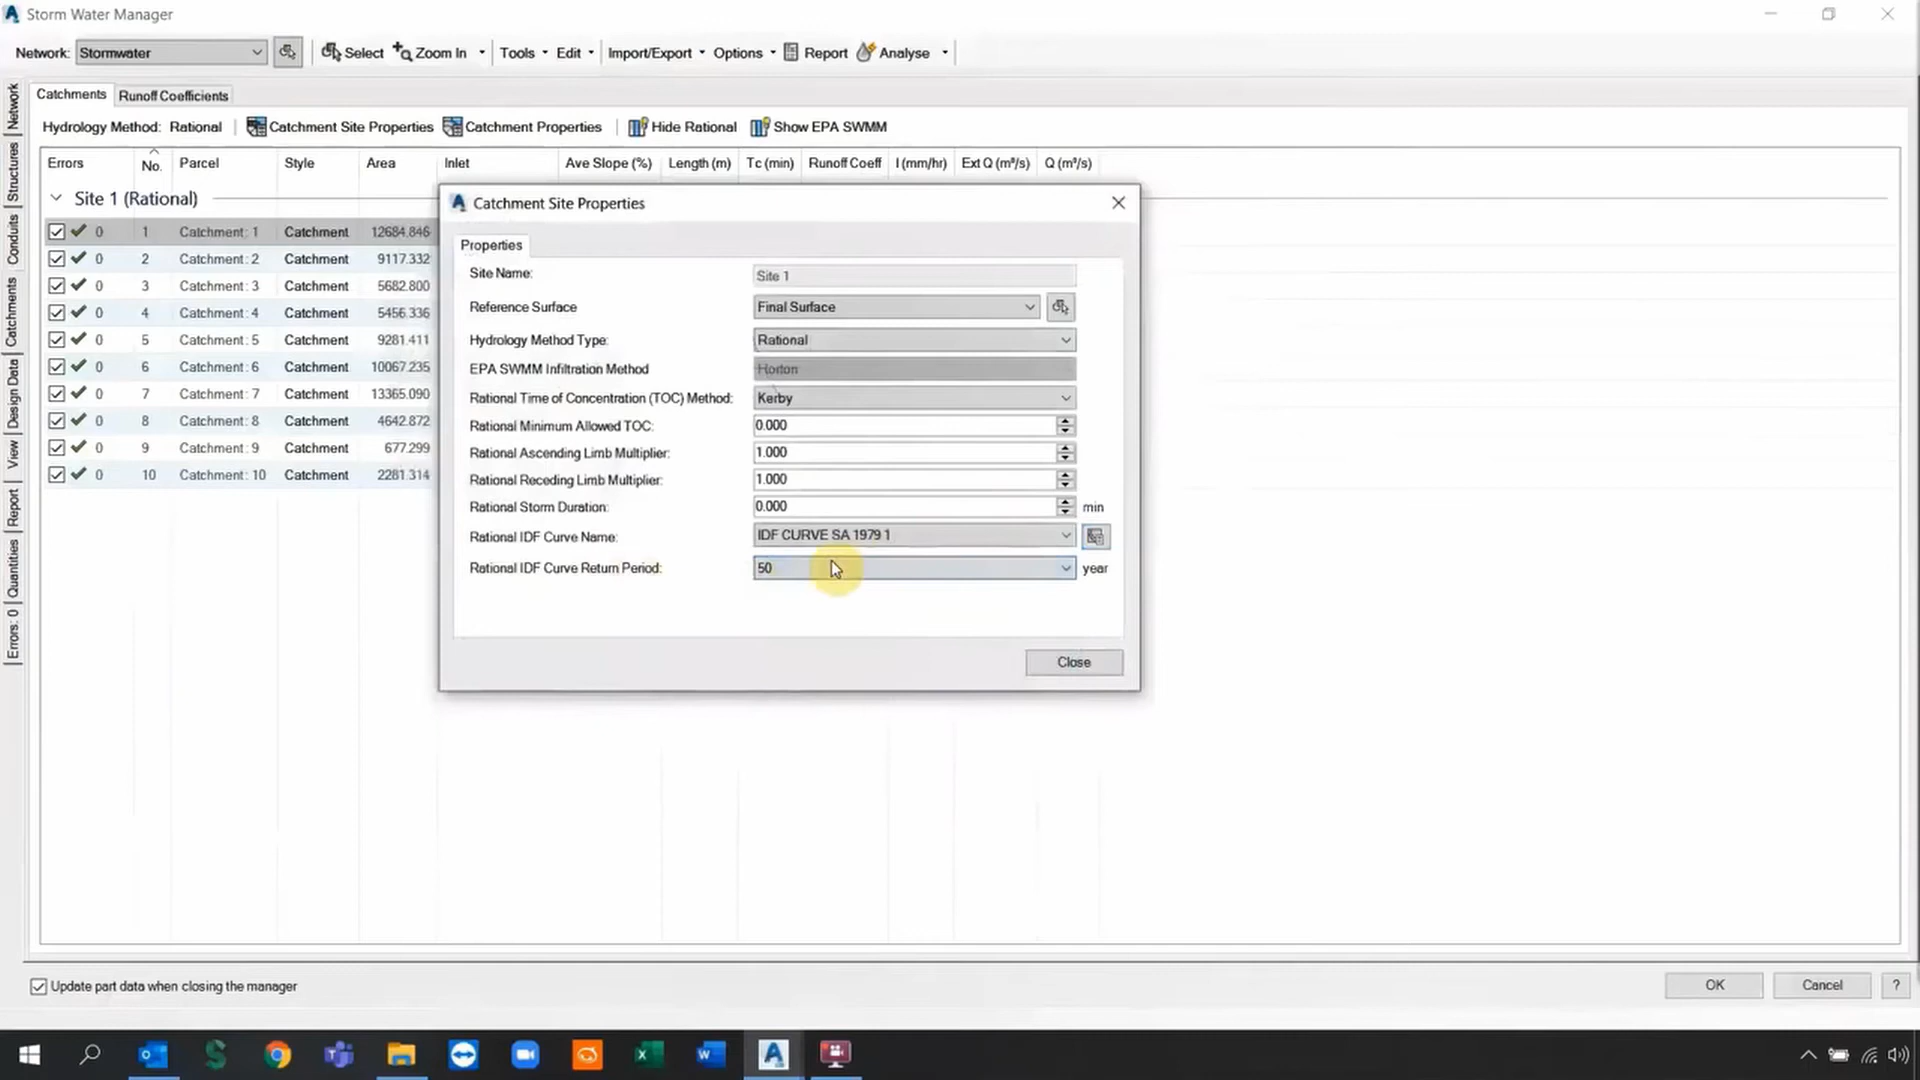 Storm Water Manager
Network: Stormwater Select Zoom In Tools Edit Import/Export Options Report Analyse
Catchments Runoff Coefficients
Hydrology Method: Rational Catchment Site Properties Catchment Properties Hide Rational Show EPA SWMM
Errors No. Parcel Style Area Inlet Ave Slope (%) Length (m) Tc (min) Runoff Coeff I (mm/hr) Ext Q (m³/s) Q (m³/s)
Site 1 (Rational)
0 1 Catchment: 1 Catchment 12684.846
0 2 Catchment: 2 Catchment 9117.332
0 3 Catchment: 3 Catchment 5682.800
0 4 Catchment: 4 Catchment 5456.336
0 5 Catchment: 5 Catchment 9281.411
0 6 Catchment: 6 Catchment 10067.235
0 7 Catchment: 7 Catchment 13365.090
0 8 Catchment: 8 Catchment 4642.872
0 9 Catchment: 9 Catchment 677.299
0 10 Catchment: 10 Catchment 2281.314
Catchment Site Properties
Properties
Site Name: Site 1
Reference Surface Final Surface
Hydrology Method Type: Rational
EPA SWMM Infiltration Method Horton
Rational Time of Concentration (TOC) Method: Kerby
Rational Minimum Allowed TOC: 0.000
Rational Ascending Limb Multiplier: 1.000
Rational Receding Limb Multiplier: 1.000
Rational Storm Duration: 0.000 min
Rational IDF Curve Name: IDF CURVE SA 1979 1
Rational IDF Curve Return Period: 50 year
Close
Network
Structures
Conduits
Catchments
Design Data
View
Report
Quantities
Errors: 0
Update part data when closing the manager
OK Cancel ?